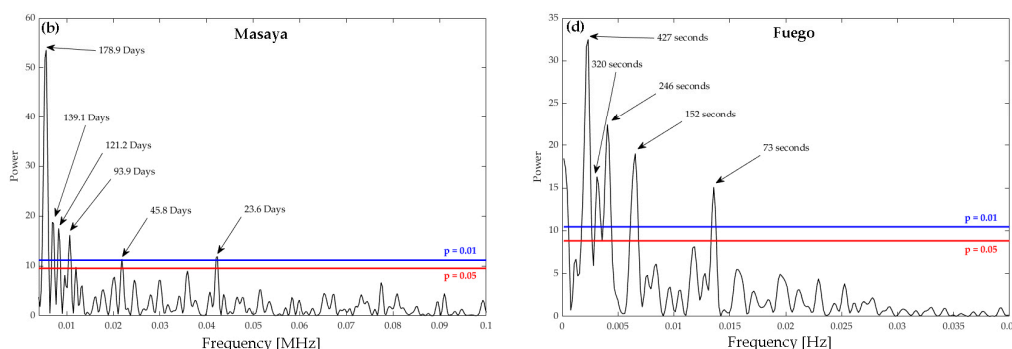 (b)
Masaya
60
50
40
30
20
10
0
Power
178.9 Days
139.1 Days
121.2 Days
93.9 Days
45.8 Days
23.6 Days
p = 0.01
p = 0.05
0.01 0.02 0.03 0.04 0.05 0.06 0.07 0.08 0.09 0.1
Frequency [MHz]
(d)
Fuego
35
30
25
20
15
10
5
0
Power
427 seconds
320 seconds
246 seconds
152 seconds
73 seconds
p = 0.01
p = 0.05
0 0.005 0.01 0.015 0.02 0.025 0.03 0.035
Frequency [Hz]